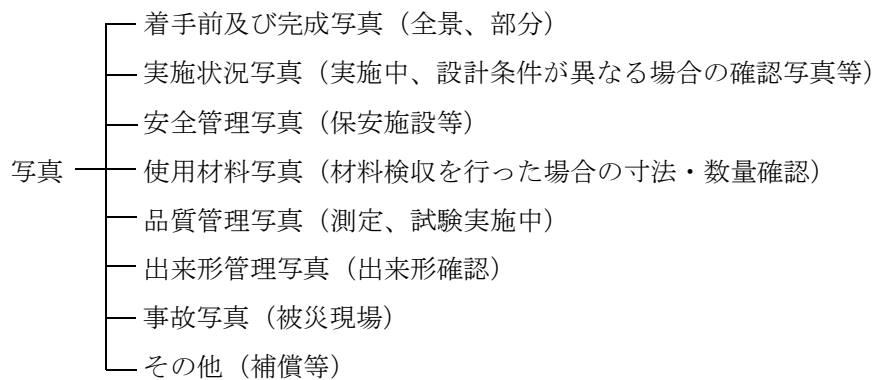 着手前及び完成写真（全景、部分）
実施状況写真（実施中、設計条件が異なる場合の確認写真等）
安全管理写真（保安施設等）
写真
使用材料写真（材料検収を行った場合の寸法・数量確認）
品質管理写真（測定、試験実施中）
出来形管理写真（出来形確認）
事故写真（被災現場）
その他（補償等）